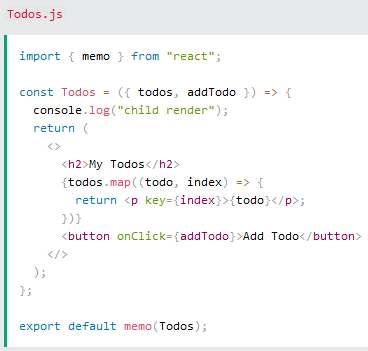 Todos.js
import { memo } from "react";
const Todos = ({ todos, addTodo }) => {
  console.log("child render");
  return (
    <>
      <h2>My Todos</h2>
      {todos.map((todo, index) => {
        return <p key={index}>{todo}</p>;
      })}
      <button onClick={addTodo}>Add Todo</button>
    </>
  );
};
export default memo(Todos);